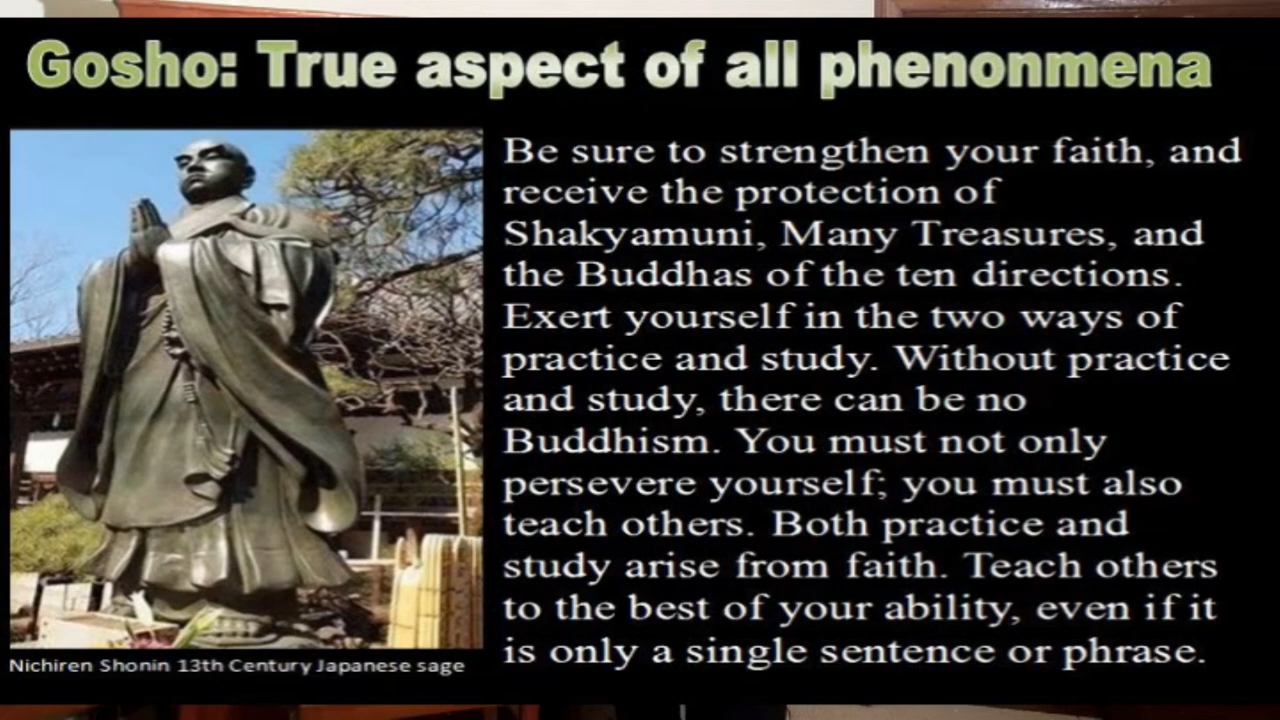 Gosho: True aspect of all phenonmena
Be sure to strengthen your faith, and
receive the protection of
Shakyamuni, Many Treasures, and
the Buddhas of the ten directions.
Exert yourself in the two ways of
practice and study. Without practice
and study, there can be no
Buddhism. You must not only
persevere yourself; you must also
teach others. Both practice and
study arise from faith. Teach others
to the best of your ability, even if it
is only a single sentence or phrase.
Nichiren Shonin 13th Century Japanese sage